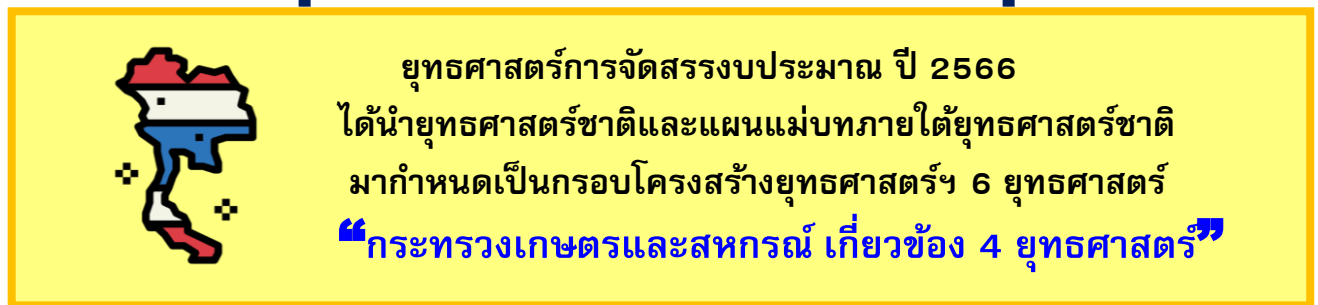 ยุทธศาสตร์การจัดสรรงบประมาณ ปี 2566
ได้นำยุทธศาสตร์ชาติและแผนแม่บทภายใต้ยุทธศาสตร์ชาติ
มากำหนดเป็นกรอบโครงสร้างยุทธศาสตร์ฯ 6 ยุทธศาสตร์
“กระทรวงเกษตรและสหกรณ์ เกี่ยวข้อง 4 ยุทธศาสตร์”